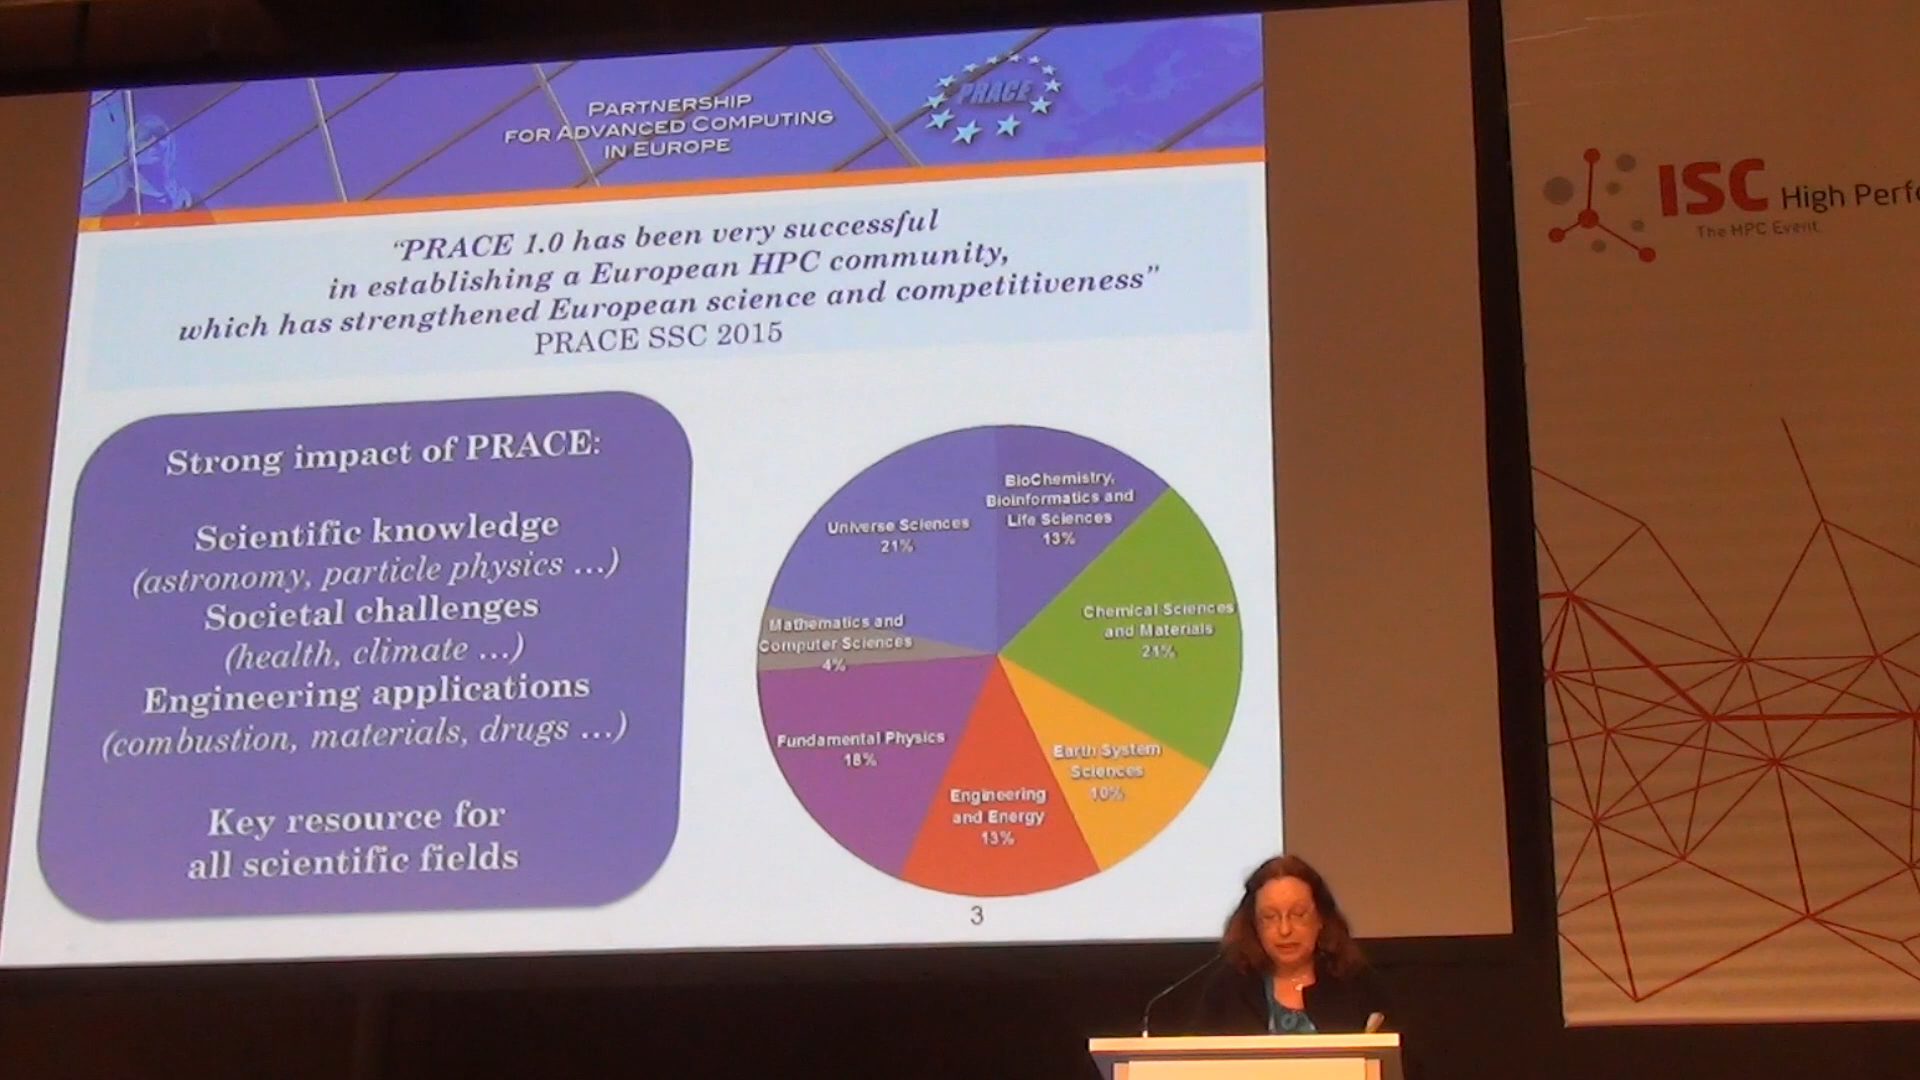 PARTNERSHIP
FOR ADVANCED COMPUTING
IN EUROPE
PRACE
“PRACE 1.0 has been very successful
in establishing a European HPC community,
which has strengthened European science and competitiveness”
PRACE SSC 2015
Strong impact of PRACE:
Scientific knowledge
(astronomy, particle physics ...)
Societal challenges
(health, climate ...)
Engineering applications
(combustion, materials, drugs ...)
Key resource for
all scientific fields
BioChemistry,
Bioinformatics and
Life Sciences
13%
Universe Sciences
21%
Chemical Sciences
and Materials
21%
Mathematics and
Computer Sciences
4%
Fundamental Physics
18%
Earth System
Sciences
10%
Engineering
and Energy
13%
3
ISC High
The HPC Event